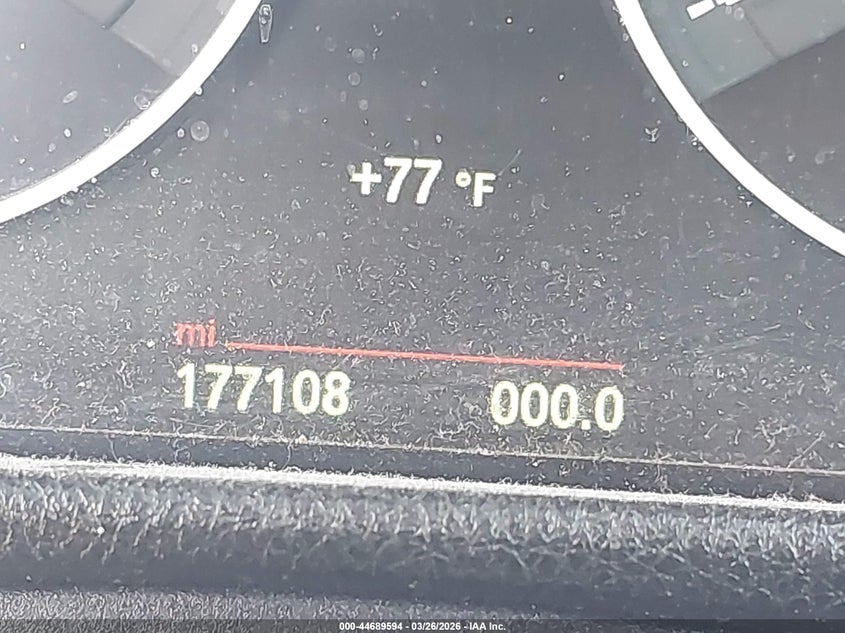 +77 °F
mi
177108 000.0
000-44689594 - 03/26/2026 - IAA Inc.